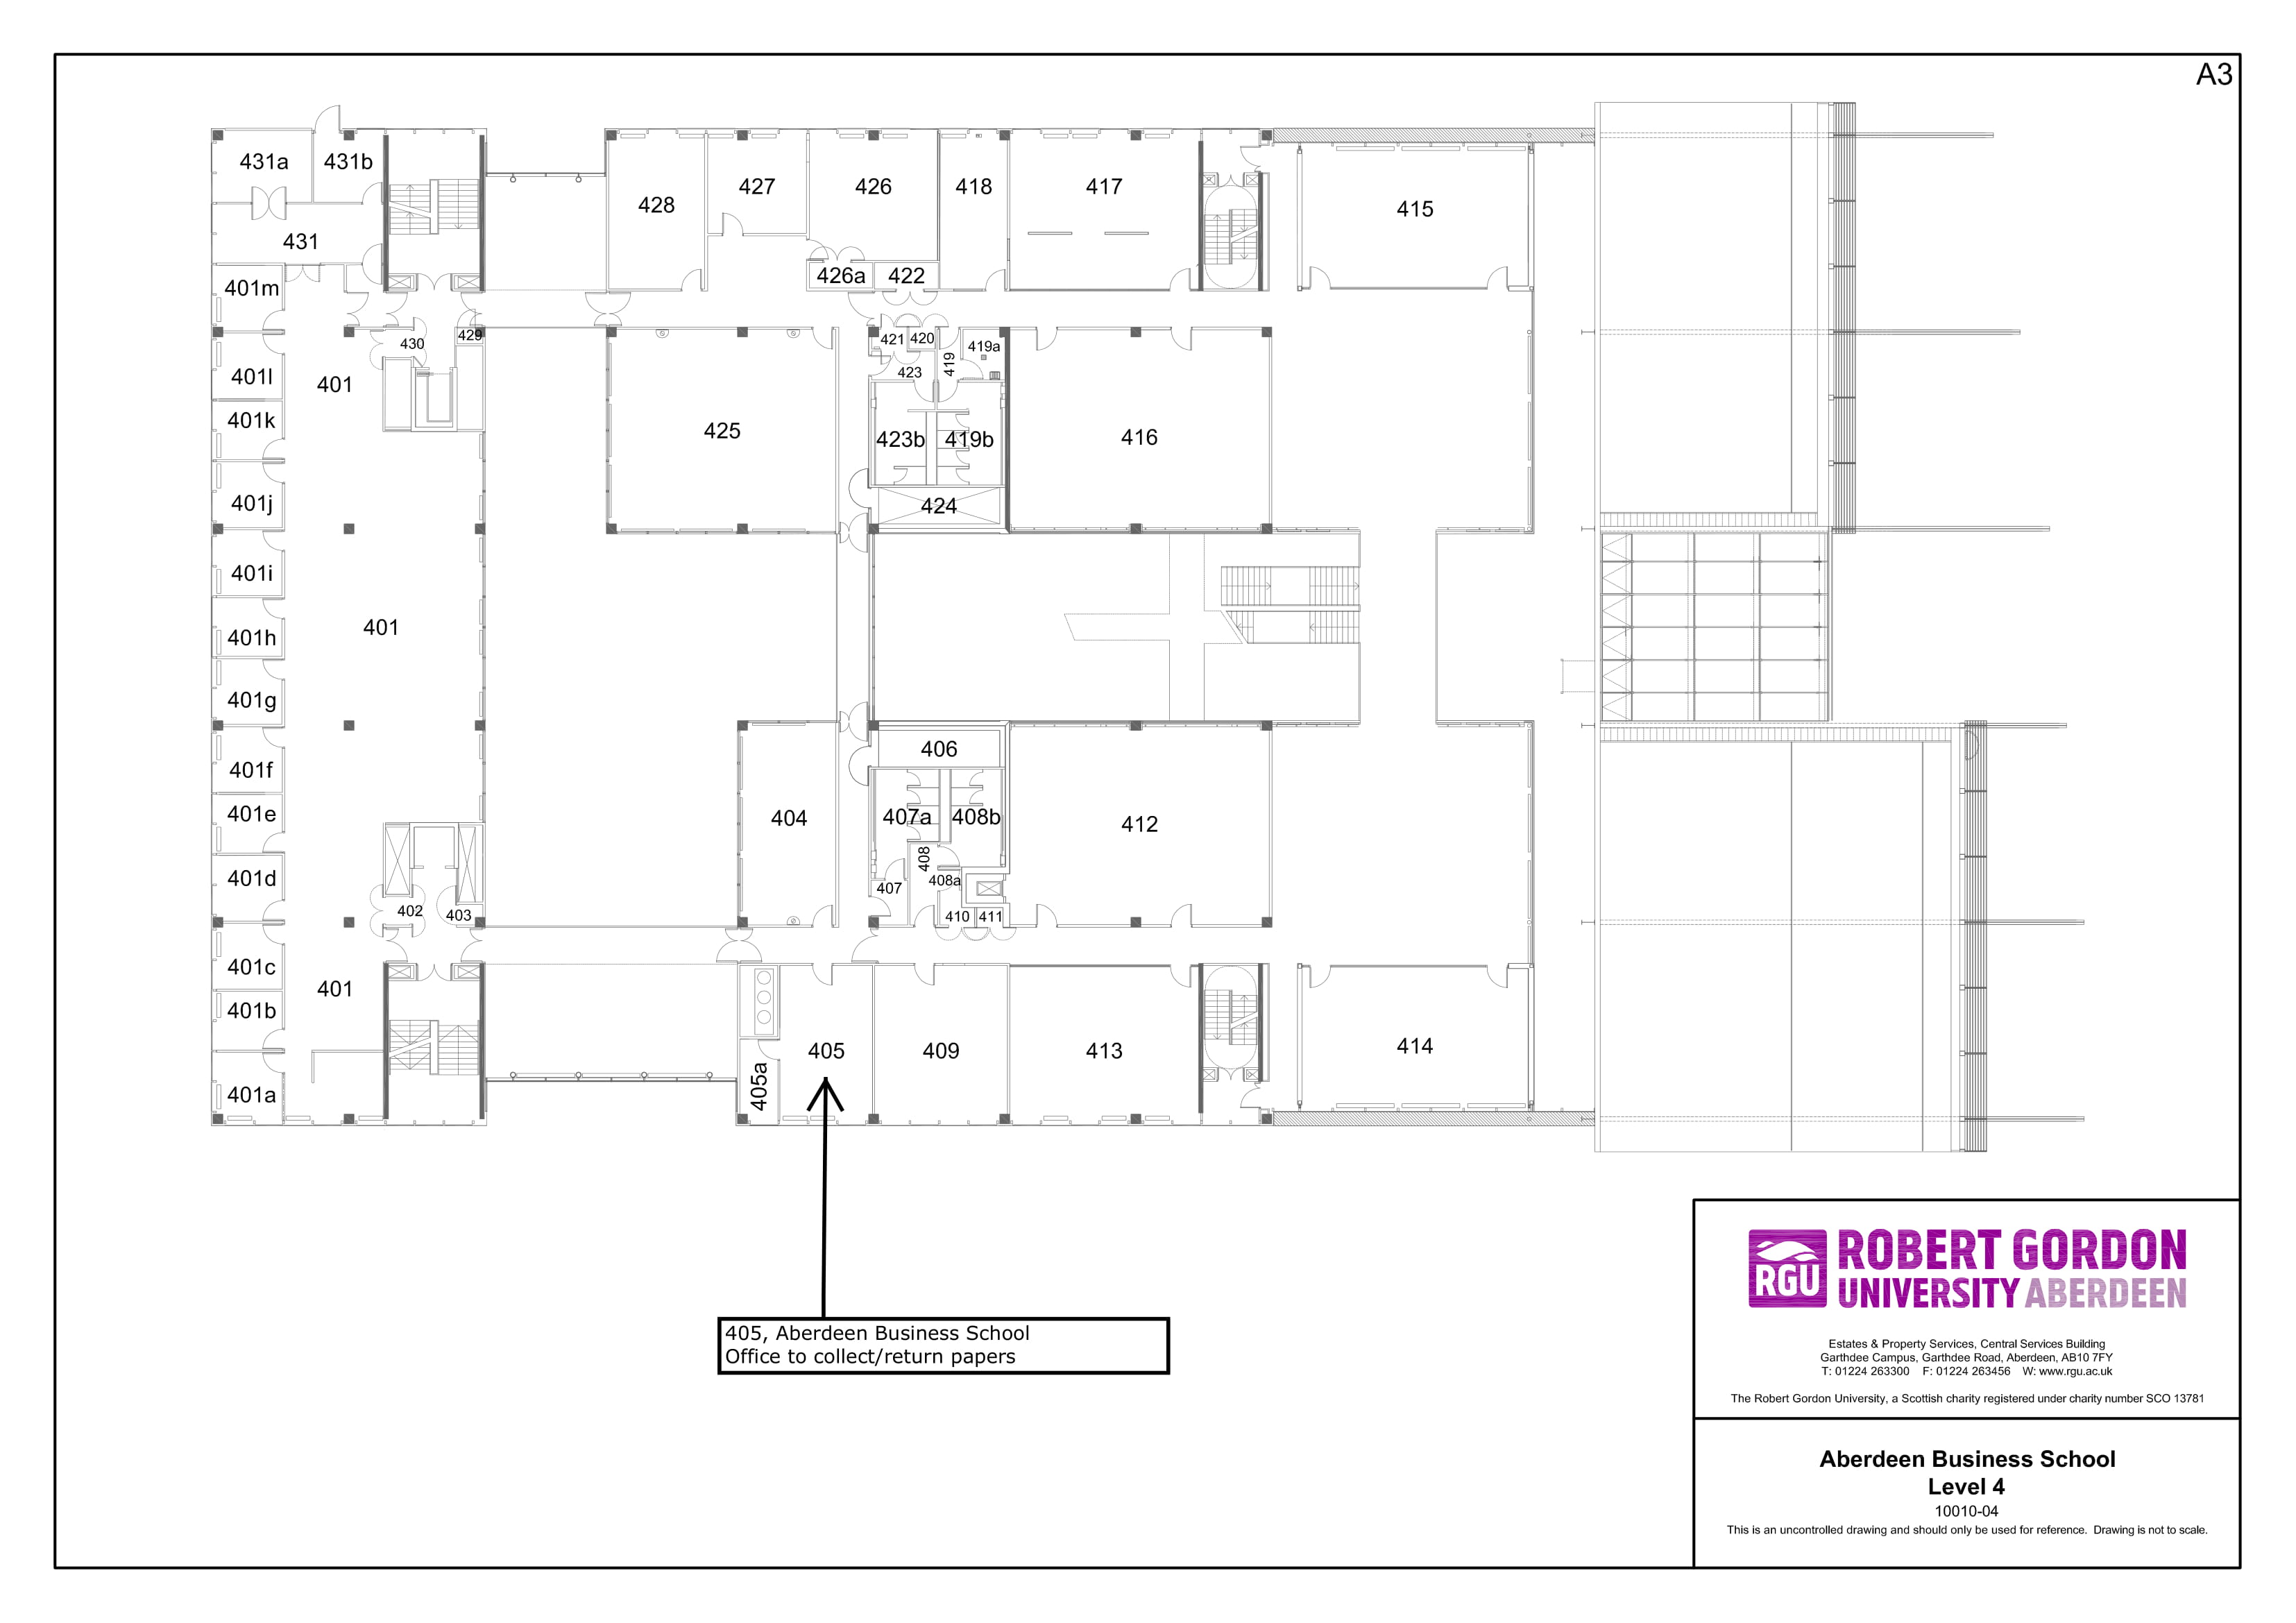 A3
431a
431b
431
428
427
426
418
417
415
426a
422
401m
429
430
421
420
419
419a
423
401l
401
401k
425
423b
419b
416
401j
424
401i
401h
401
401g
401f
406
401e
404
407a
408b
412
408
401d
407
408a
402
403
410
411
401c
401
401b
405
409
413
414
401a
405a
405, Aberdeen Business School
Office to collect/return papers
RGU
ROBERT GORDON
UNIVERSITY ABERDEEN
Estates & Property Services, Central Services Building
Garthdee Campus, Garthdee Road, Aberdeen, AB10 7FY
T: 01224 263300 F: 01224 263456 W: www.rgu.ac.uk
The Robert Gordon University, a Scottish charity registered under charity number SCO 13781
Aberdeen Business School
Level 4
10010-04
This is an uncontrolled drawing and should only be used for reference. Drawing is not to scale.